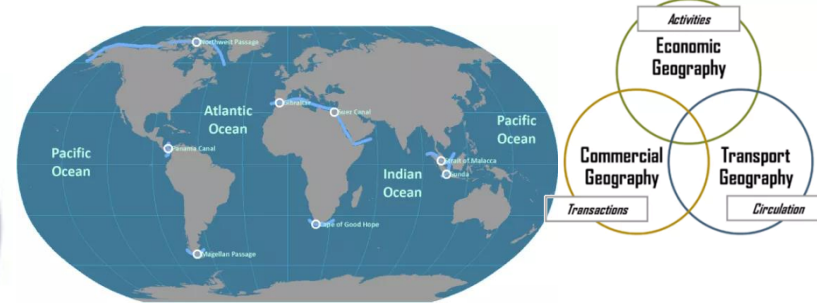 Northwest Passage
Gibraltar
Suez Canal
Atlantic
Ocean
Pacific
Ocean
Pacific
Ocean
Panama Canal
Strait of Malacca
Sunda
Indian
Ocean
Cape of Good Hope
Magellan Passage
Activities
Economic
Geography
Commercial
Geography
Transport
Geography
Transactions
Circulation